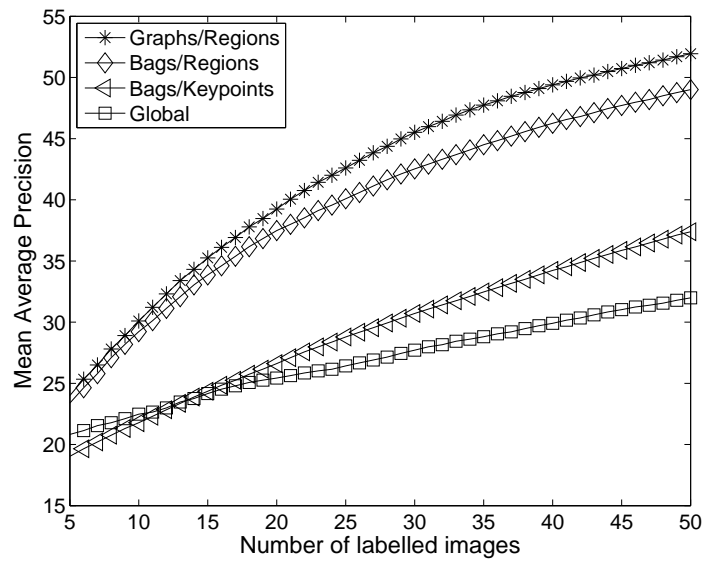 55
50
45
40
35
30
25
20
15
Mean Average Precision
Graphs/Regions
Bags/Regions
Bags/Keypoints
Global
5 10 15 20 25 30 35 40 45 50
Number of labelled images